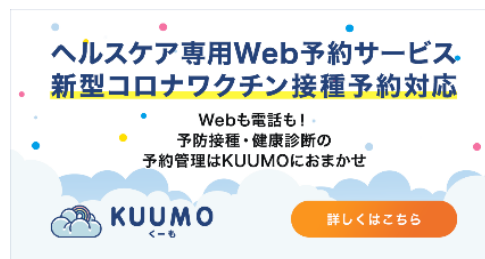 ヘルスケア専用Web予約サービス
新型コロナワクチン接種予約対応
Webも電話も!
予防接種・健康診断の
予約管理はKUUMOにおまかせ
KUUMO
くーも
詳しくはこちら